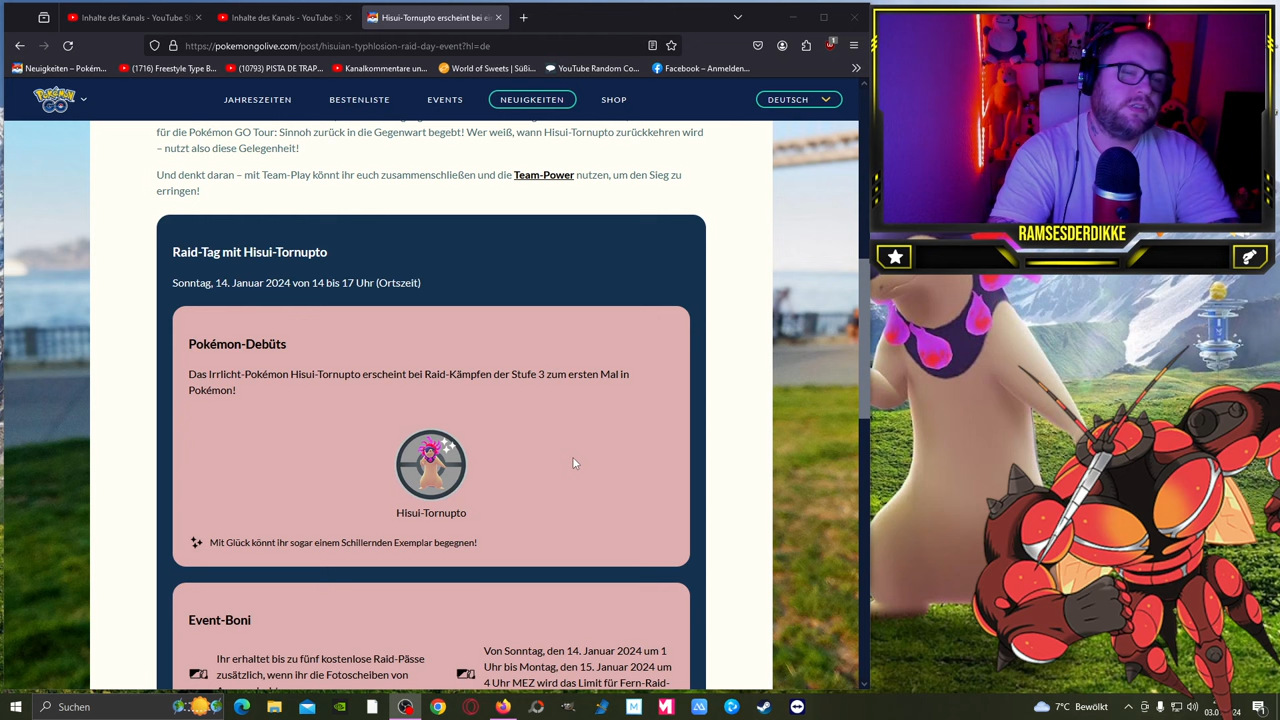 Inhalte des Kanals - YouTube St
Inhalte des Kanals - YouTube St
Hisui-Tornupto erscheint bei ei
https://pokemongolive.com/post/hisuian-typhlosion-raid-day-event?hl=de
1
Neuigkeiten – Pokém...
(1716) Freestyle Type B...
(10793) PISTA DE TRAP...
Kanalkommentare un...
World of Sweets | Süßi...
YouTube Random Co...
Facebook – Anmelden...
POKÉMON GO
JAHRESZEITEN
BESTENLISTE
EVENTS
NEUIGKEITEN
SHOP
DEUTSCH
für die Pokémon GO Tour: Sinnoh zurück in die Gegenwart begebt! Wer weiß, wann Hisui-Tornupto zurückkehren wird
– nutzt also diese Gelegenheit!
Und denkt daran – mit Team-Play könnt ihr euch zusammenschließen und die Team-Power nutzen, um den Sieg zu
erringen!
Raid-Tag mit Hisui-Tornupto
Sonntag, 14. Januar 2024 von 14 bis 17 Uhr (Ortszeit)
Pokémon-Debüts
Das Irrlicht-Pokémon Hisui-Tornupto erscheint bei Raid-Kämpfen der Stufe 3 zum ersten Mal in
Pokémon!
Hisui-Tornupto
Mit Glück könnt ihr sogar einem Schillernden Exemplar begegnen!
Event-Boni
Ihr erhaltet bis zu fünf kostenlose Raid-Pässe
zusätzlich, wenn ihr die Fotoscheiben von
Von Sonntag, den 14. Januar 2024 um 1
Uhr bis Montag, den 15. Januar 2024 um
4 Uhr MEZ wird das Limit für Fern-Raid-
RAMSESDERDIKKE
Suchen
7°C Bewölkt
03.0
24